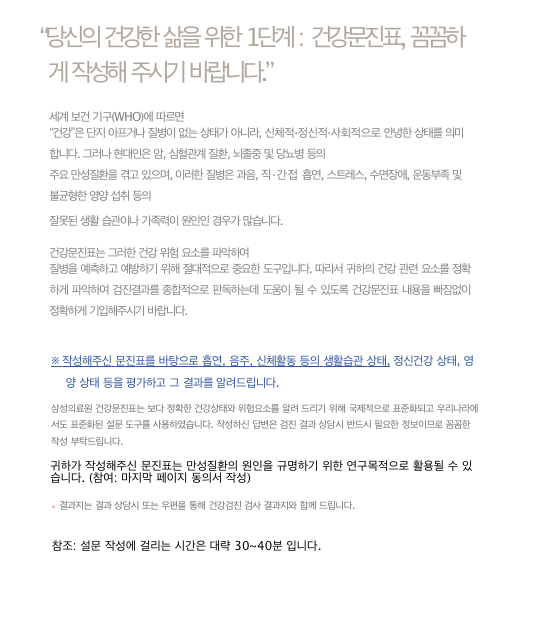 “당신의 건강한 삶을 위한 1단계 : 건강문진표, 꼼꼼하
게 작성해 주시기 바랍니다.”
세계 보건 기구(WHO)에 따르면
“건강”은 단지 아프거나 질병이 없는 상태가 아니라, 신체적·정신적·사회적으로 안녕한 상태를 의미
합니다. 그러나 현대인은 암, 심혈관계 질환, 뇌졸중 및 당뇨병 등의
주요 만성질환을 겪고 있으며, 이러한 질병은 과음, 직·간접 흡연, 스트레스, 수면장애, 운동부족 및
불균형한 영양 섭취 등의
잘못된 생활 습관이나 가족력이 원인인 경우가 많습니다.
건강문진표는 그러한 건강 위험 요소를 파악하여
질병을 예측하고 예방하기 위해 절대적으로 중요한 도구입니다. 따라서 귀하의 건강 관련 요소를 정확
하게 파악하여 검진결과를 종합적으로 판독하는데 도움이 될 수 있도록 건강문진표 내용을 빠짐없이
정확하게 기입해주시기 바랍니다.
※ 작성해주신 문진표를 바탕으로 흡연, 음주, 신체활동 등의 생활습관 상태, 정신건강 상태, 영
양 상태 등을 평가하고 그 결과를 알려드립니다.
삼성의료원 건강문진표는 보다 정확한 건강상태와 위험요소를 알려 드리기 위해 국제적으로 표준화되고 우리나라에
서도 표준화된 설문 도구를 사용하였습니다. 작성하신 답변은 검진 결과 상담시 반드시 필요한 정보이므로 꼼꼼한
작성 부탁드립니다.
귀하가 작성해주신 문진표는 만성질환의 원인을 규명하기 위한 연구목적으로 활용될 수 있
습니다. (참여: 마지막 페이지 동의서 작성)
• 결과지는 결과 상담시 또는 우편을 통해 건강검진 검사 결과지와 함께 드립니다.
참조: 설문 작성에 걸리는 시간은 대략 30~40분 입니다.